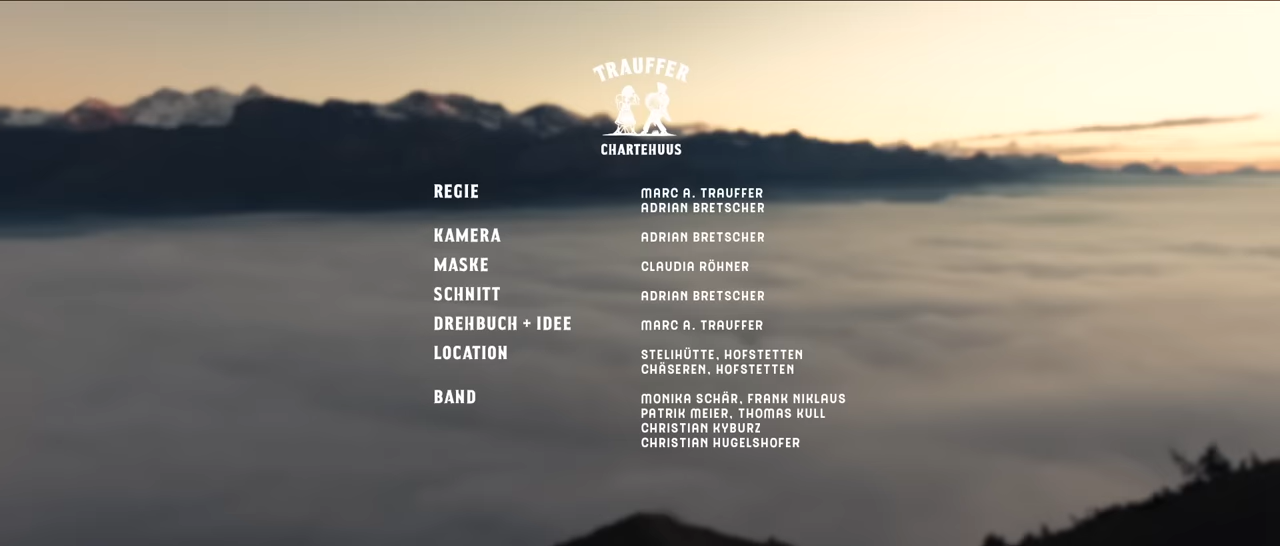 TRAUFFER
CHARTEHUUS
REGIE MARC A. TRAUFFER
ADRIAN BRETSCHER
KAMERA ADRIAN BRETSCHER
MASKE CLAUDIA RÖHNER
SCHNITT ADRIAN BRETSCHER
DREHBUCH + IDEE MARC A. TRAUFFER
LOCATION STELIHÜTTE, HOFSTETTEN
CHÄSEREN, HOFSTETTEN
BAND MONIKA SCHÄR, FRANK NIKLAUS
PATRIK MEIER, THOMAS KULL
CHRISTIAN KYBURZ
CHRISTIAN HUGELSHOFER